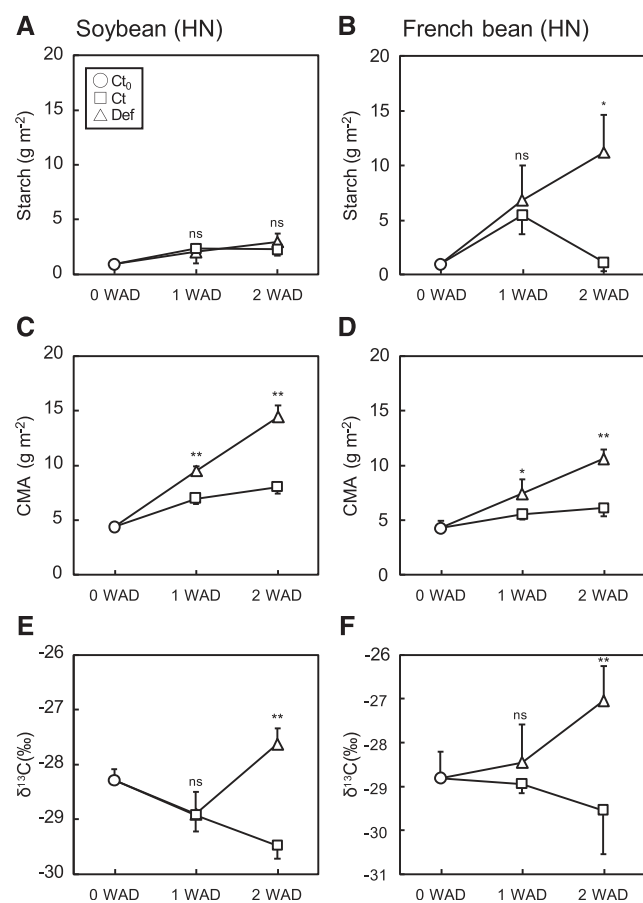 A Soybean (HN)
Ct₀
Ct
Def
Starch (g m⁻²)
20
15
10
5
0
ns
ns
0 WAD 1 WAD 2 WAD
B French bean (HN)
Starch (g m⁻²)
20
15
10
5
0
ns
*
0 WAD 1 WAD 2 WAD
C
CMA (g m⁻²)
20
15
10
5
0
**
**
0 WAD 1 WAD 2 WAD
D
CMA (g m⁻²)
20
15
10
5
0
*
**
0 WAD 1 WAD 2 WAD
E
δ¹³C(‰)
-26
-27
-28
-29
-30
ns
**
0 WAD 1 WAD 2 WAD
F
δ¹³C(‰)
-26
-27
-28
-29
-30
-31
ns
**
0 WAD 1 WAD 2 WAD